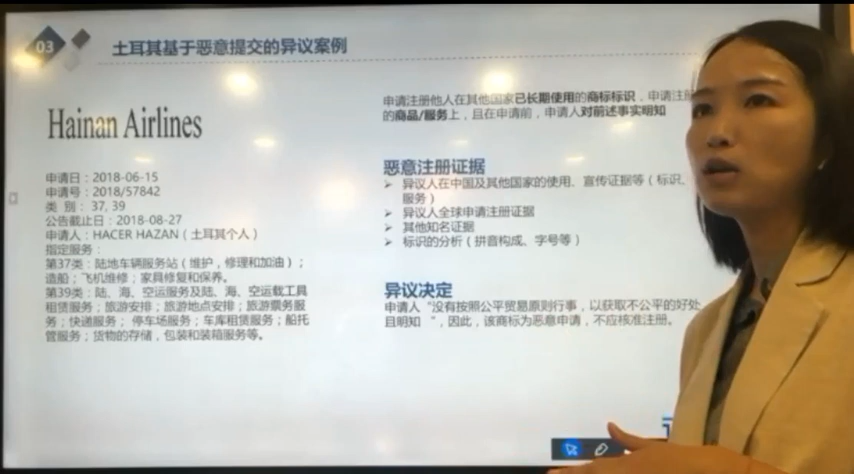 03
土耳其基于恶意提交的异议案例
Hainan Airlines
申请日：2018-06-15
申请号：2018/57842
类 别： 37, 39
公告截止日：2018-08-27
申请人：HACER HAZAN（土耳其个人）
指定服务：
第37类：陆地车辆服务站（维护，修理和加油）；
造船；飞机维修；家具修复和保养。
第39类：陆、海、空运服务及陆、海、空运载工具
租赁服务；旅游安排；旅游地点安排；旅游票务服
务；快递服务； 停车场服务；车库租赁服务；船托
管服务；货物的存储，包装和装箱服务等。
申请注册他人在其他国家已长期使用的商标标识，申请注册
的商品/服务上，且在申请前，申请人对前述事实明知
恶意注册证据
➢ 异议人在中国及其他国家的使用、宣传证据等（标识、
服务）
➢ 异议人全球申请注册证据
➢ 其他知名证据
➢ 标识的分析（拼音构成、字号等）
异议决定
申请人“没有按照公平贸易原则行事，以获取不公平的好处
且明知 ”，因此，该商标为恶意申请，不应核准注册。